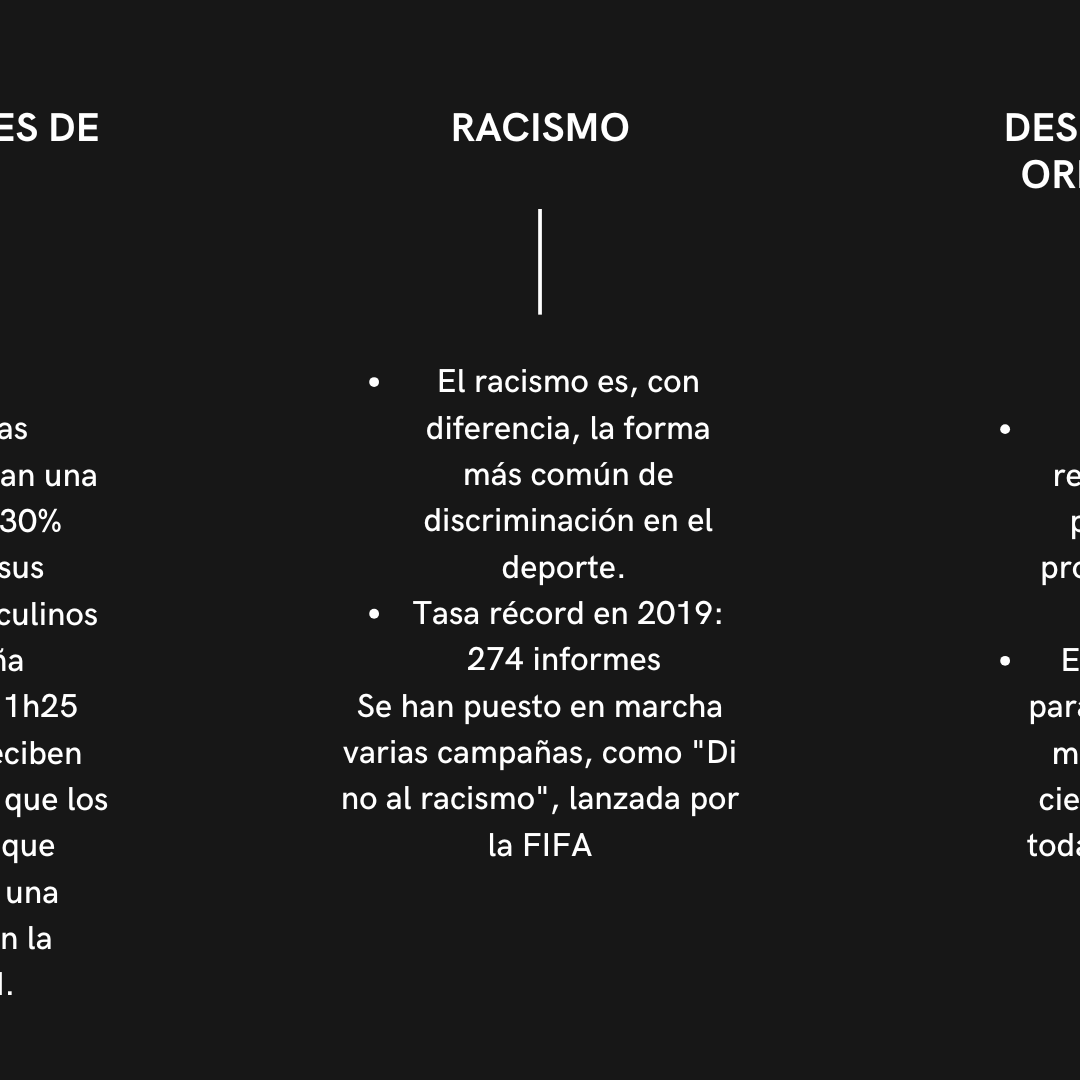 ES DE
as
an una
30%
sus
culinos
ña
1h25
eciben
que los
que
una
n la
.
RACISMO
• El racismo es, con
diferencia, la forma
más común de
discriminación en el
deporte.
• Tasa récord en 2019:
274 informes
Se han puesto en marcha
varias campañas, como "Di
no al racismo", lanzada por
la FIFA
DES
ORI
•
re
p
pro
• E
para
m
cie
toda